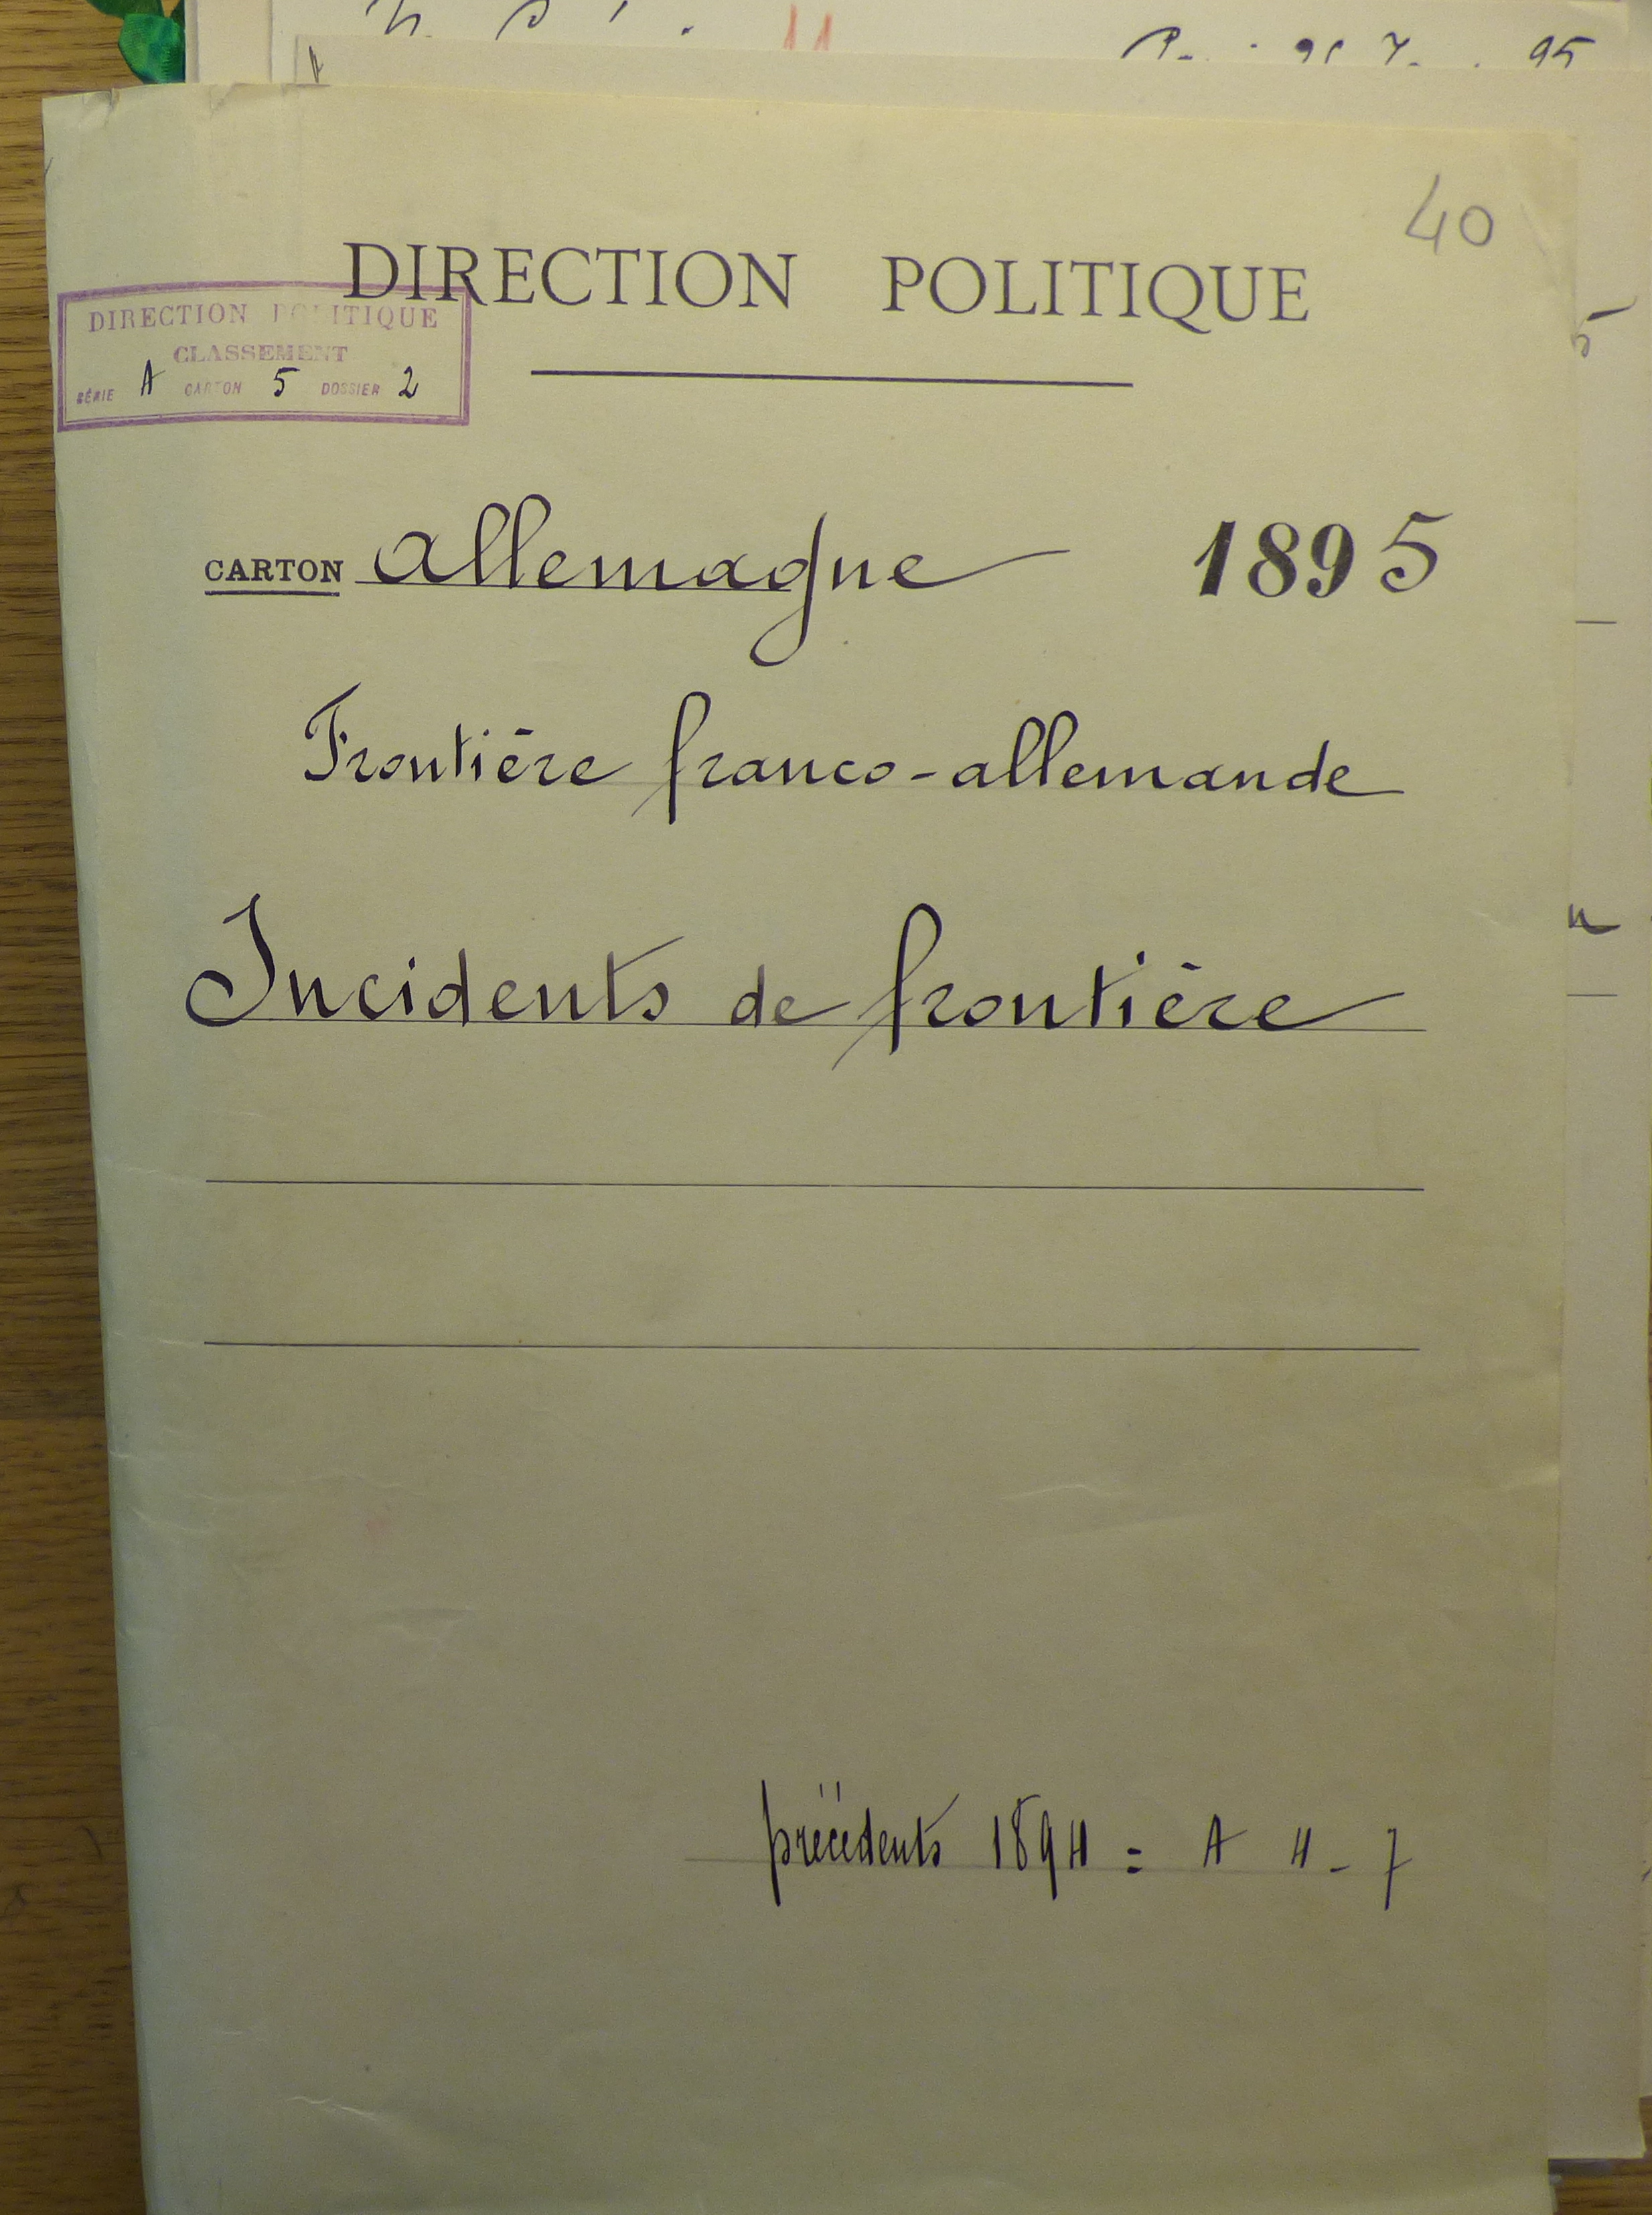 40
DIRECTION POLITIQUE
DIRECTION POLITIQUE
CLASSEMENT
SÉRIE A CARTON 5 DOSSIER 2
CARTON Allemagne 1895
Frontière franco-allemande
Incidents de frontière
précédents 1894 = A 4 - 7